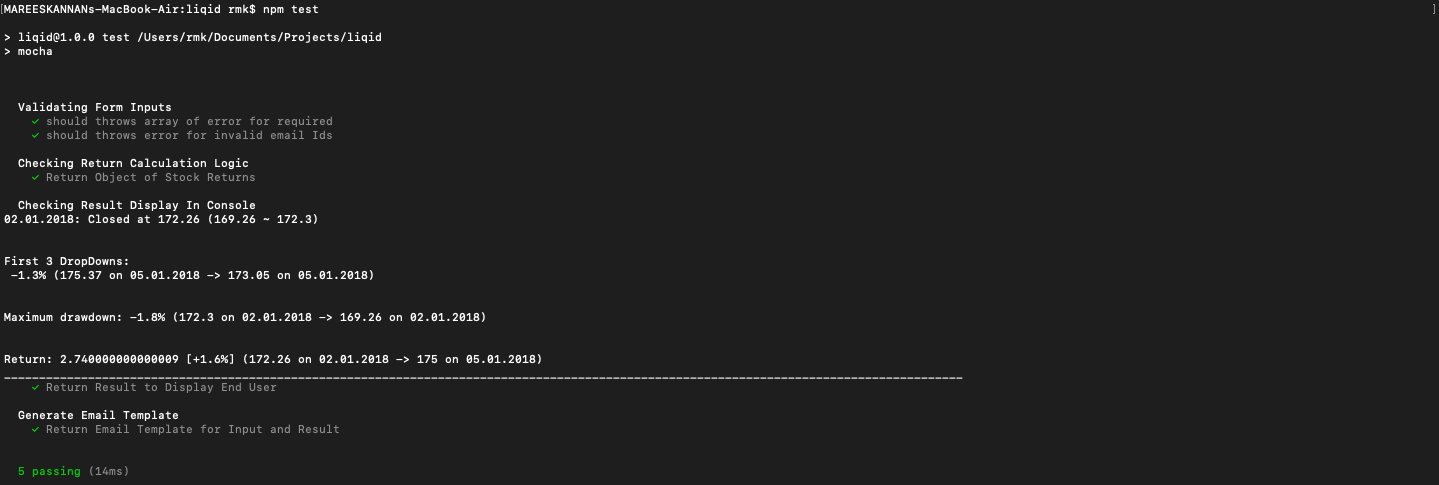 [MAREESKANNANs-MacBook-Air:liqid rmk$ npm test ]
> liqid@1.0.0 test /Users/rmk/Documents/Projects/liqid
> mocha
Validating Form Inputs
✓ should throws array of error for required
✓ should throws error for invalid email Ids
Checking Return Calculation Logic
✓ Return Object of Stock Returns
Checking Result Display In Console
02.01.2018: Closed at 172.26 (169.26 ~ 172.3)
First 3 DropDowns:
-1.3% (175.37 on 05.01.2018 -> 173.05 on 05.01.2018)
Maximum drawdown: -1.8% (172.3 on 02.01.2018 -> 169.26 on 02.01.2018)
Return: 2.740000000000009 [+1.6%] (172.26 on 02.01.2018 -> 175 on 05.01.2018)
✓ Return Result to Display End User
Generate Email Template
✓ Return Email Template for Input and Result
5 passing (14ms)